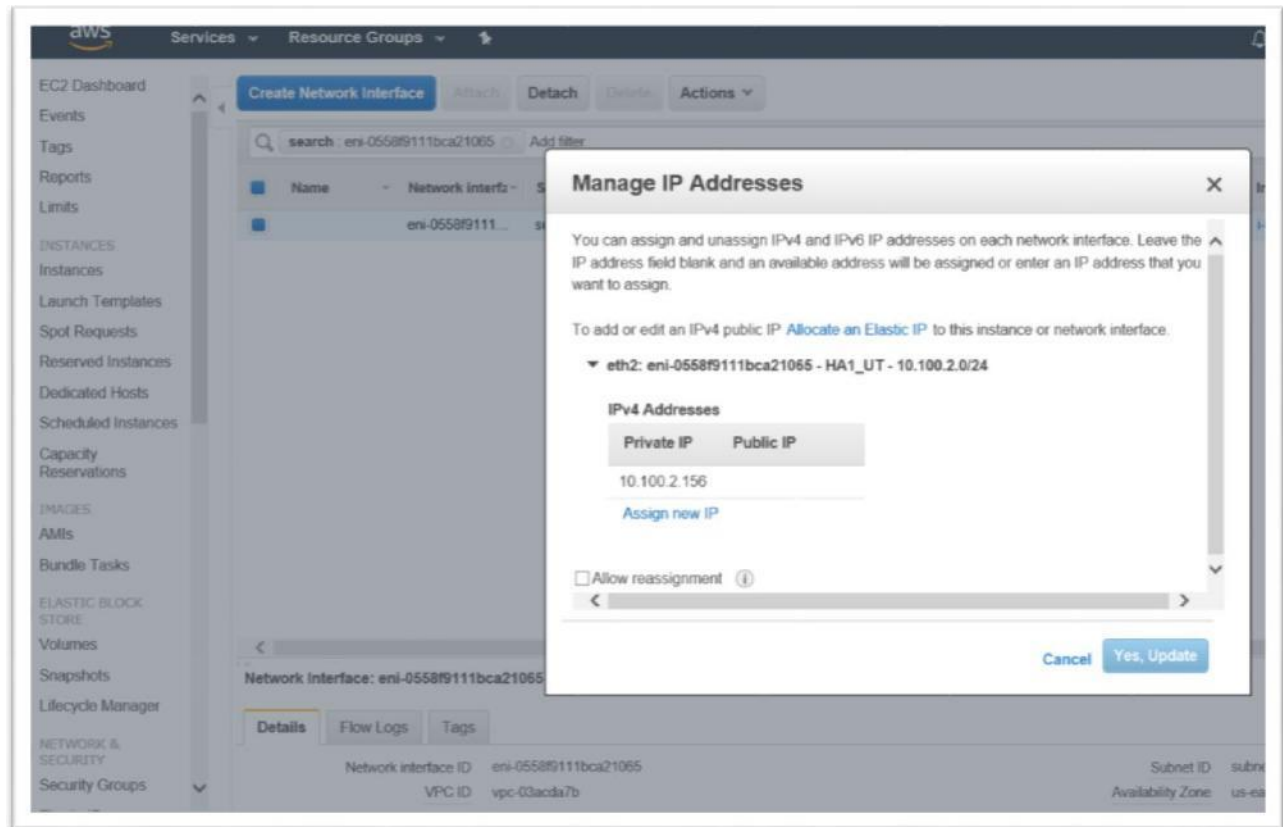 aws Services Resource Groups
EC2 Dashboard
Events
Tags
Reports
Limits
INSTANCES
Instances
Launch Templates
Spot Requests
Reserved Instances
Dedicated Hosts
Scheduled Instances
Capacity
Reservations
IMAGES
AMIs
Bundle Tasks
ELASTIC BLOCK
STORE
Volumes
Snapshots
Lifecycle Manager
NETWORK &
SECURITY
Security Groups
Create Network Interface Attach Detach Delete Actions
search : eni-0558f9111bca21065 Add filter
Name Network interfa
eni-0558f9111...
Manage IP Addresses
You can assign and unassign IPv4 and IPv6 IP addresses on each network interface. Leave the
IP address field blank and an available address will be assigned or enter an IP address that you
want to assign.
To add or edit an IPv4 public IP Allocate an Elastic IP to this instance or network interface.
eth2: eni-0558f9111bca21065 - HA1_UT - 10.100.2.0/24
IPv4 Addresses
Private IP Public IP
10.100.2.156
Assign new IP
Allow reassignment
Cancel Yes, Update
Network Interface: eni-0558f9111bca21065
Details Flow Logs Tags
Network interface ID eni-0558f9111bca21065 Subnet ID
VPC ID vpc-03acda7b Availability Zone